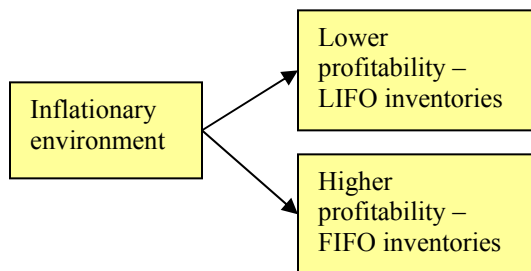 Inflationary
environment
Lower
profitability –
LIFO inventories
Higher
profitability –
FIFO inventories